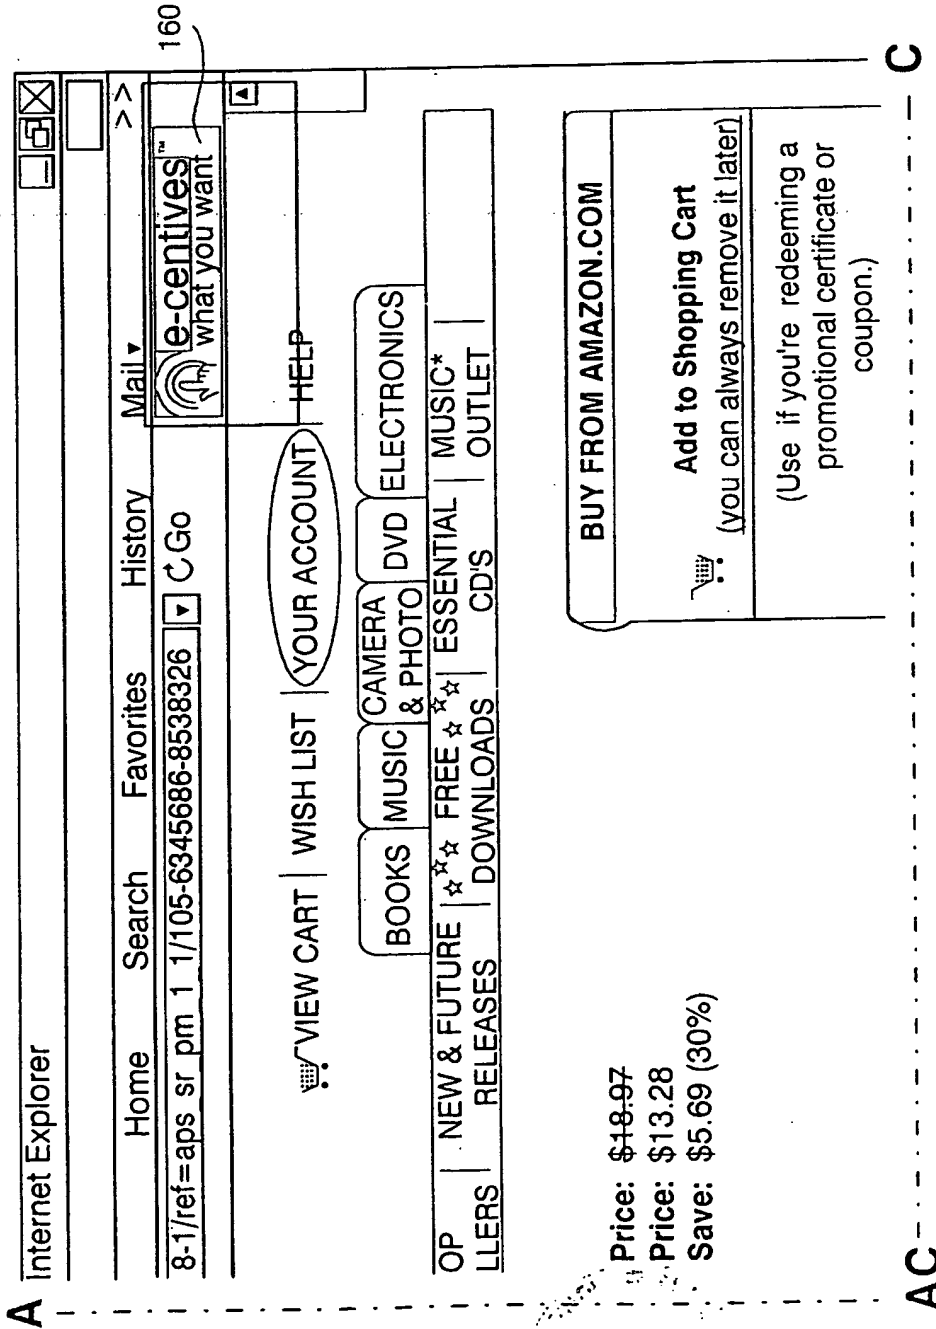 A
Internet Explorer
Home Search Favorites History Mail >>
8-1/ref=aps sr pm 1 1/105-6345686-8538326 Go
e-centives™
what you want
160
VIEW CART | WISH LIST | YOUR ACCOUNT | HELP
BOOKS MUSIC CAMERA & PHOTO DVD ELECTRONICS
OP | NEW & FUTURE | FREE | ESSENTIAL | MUSIC* |
LLERS | RELEASES | DOWNLOADS | CD'S | OUTLET |
Price: $18.97
Price: $13.28
Save: $5.69 (30%)
BUY FROM AMAZON.COM
Add to Shopping Cart
(you can always remove it later)
(Use if you're redeeming a
promotional certificate or
coupon.)
AC
C